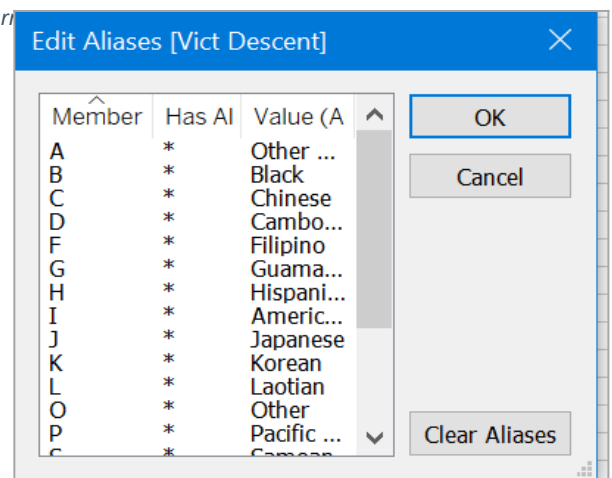 Edit Aliases [Vict Descent]
Member Has Al Value (A
A * Other ...
B * Black
C * Chinese
D * Cambo...
F * Filipino
G * Guama...
H * Hispani...
I * Americ...
J * Japanese
K * Korean
L * Laotian
O * Other
P * Pacific ...
OK
Cancel
Clear Aliases